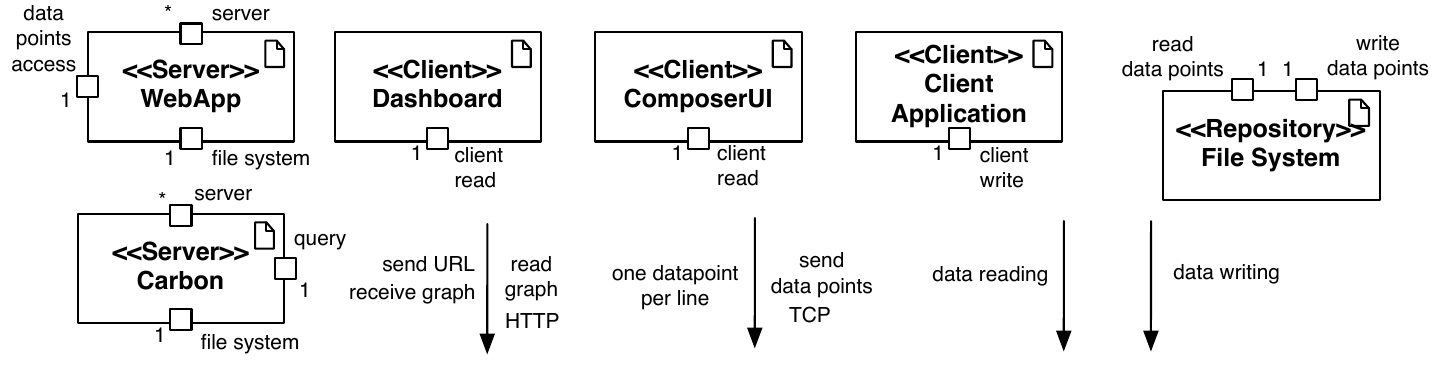 data
points
access
1
*
server
<<Server>>
WebApp
1
file system
<<Client>>
Dashboard
1
client
read
<<Client>>
ComposerUI
1
client
read
<<Client>>
Client
Application
1
client
write
read
data points
1
1
write
data points
<<Repository>>
File System
*
server
<<Server>>
Carbon
query
1
1
file system
send URL
receive graph
read
graph
HTTP
one datapoint
per line
send
data points
TCP
data reading
data writing